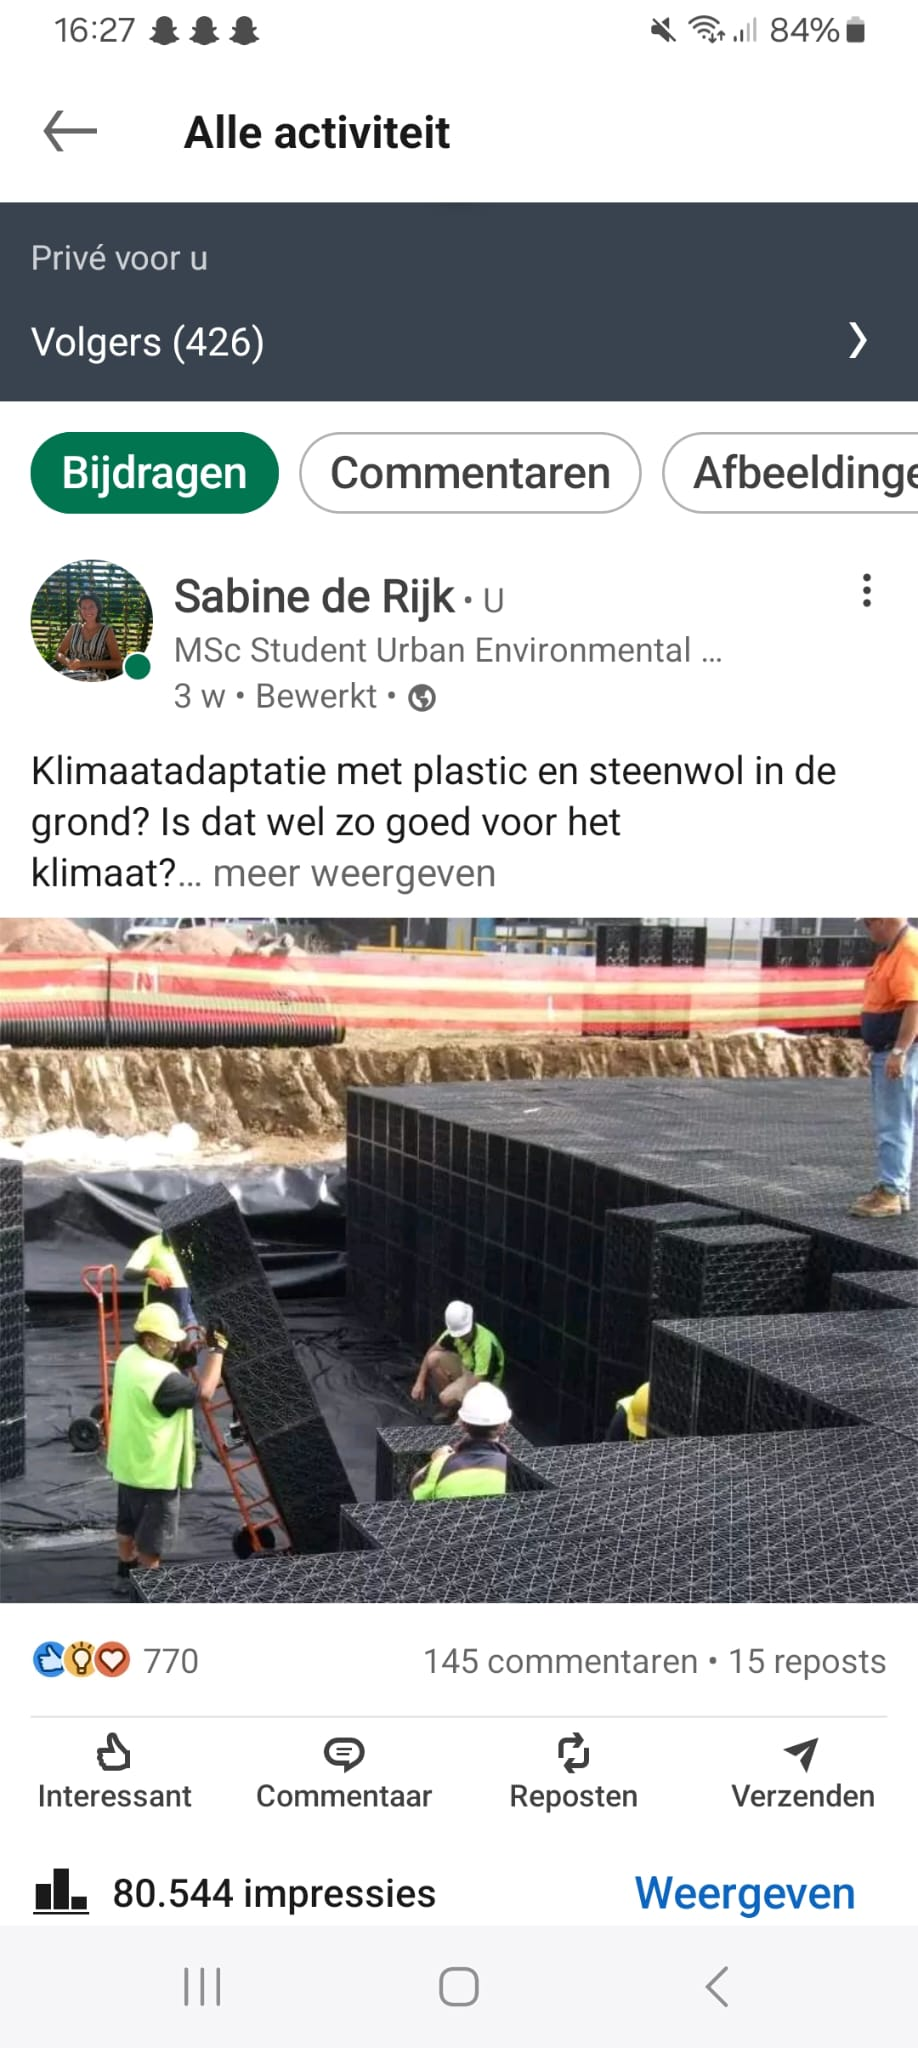 16:27
84%
Alle activiteit
Privé voor u
Volgers (426)
Bijdragen
Commentaren
Afbeeldinge
Sabine de Rijk • U
MSc Student Urban Environmental ...
3 w • Bewerkt •
Klimaatadaptatie met plastic en steenwol in de
grond? Is dat wel zo goed voor het
klimaat?... meer weergeven
770
145 commentaren • 15 reposts
Interessant
Commentaar
Reposten
Verzenden
80.544 impressies
Weergeven